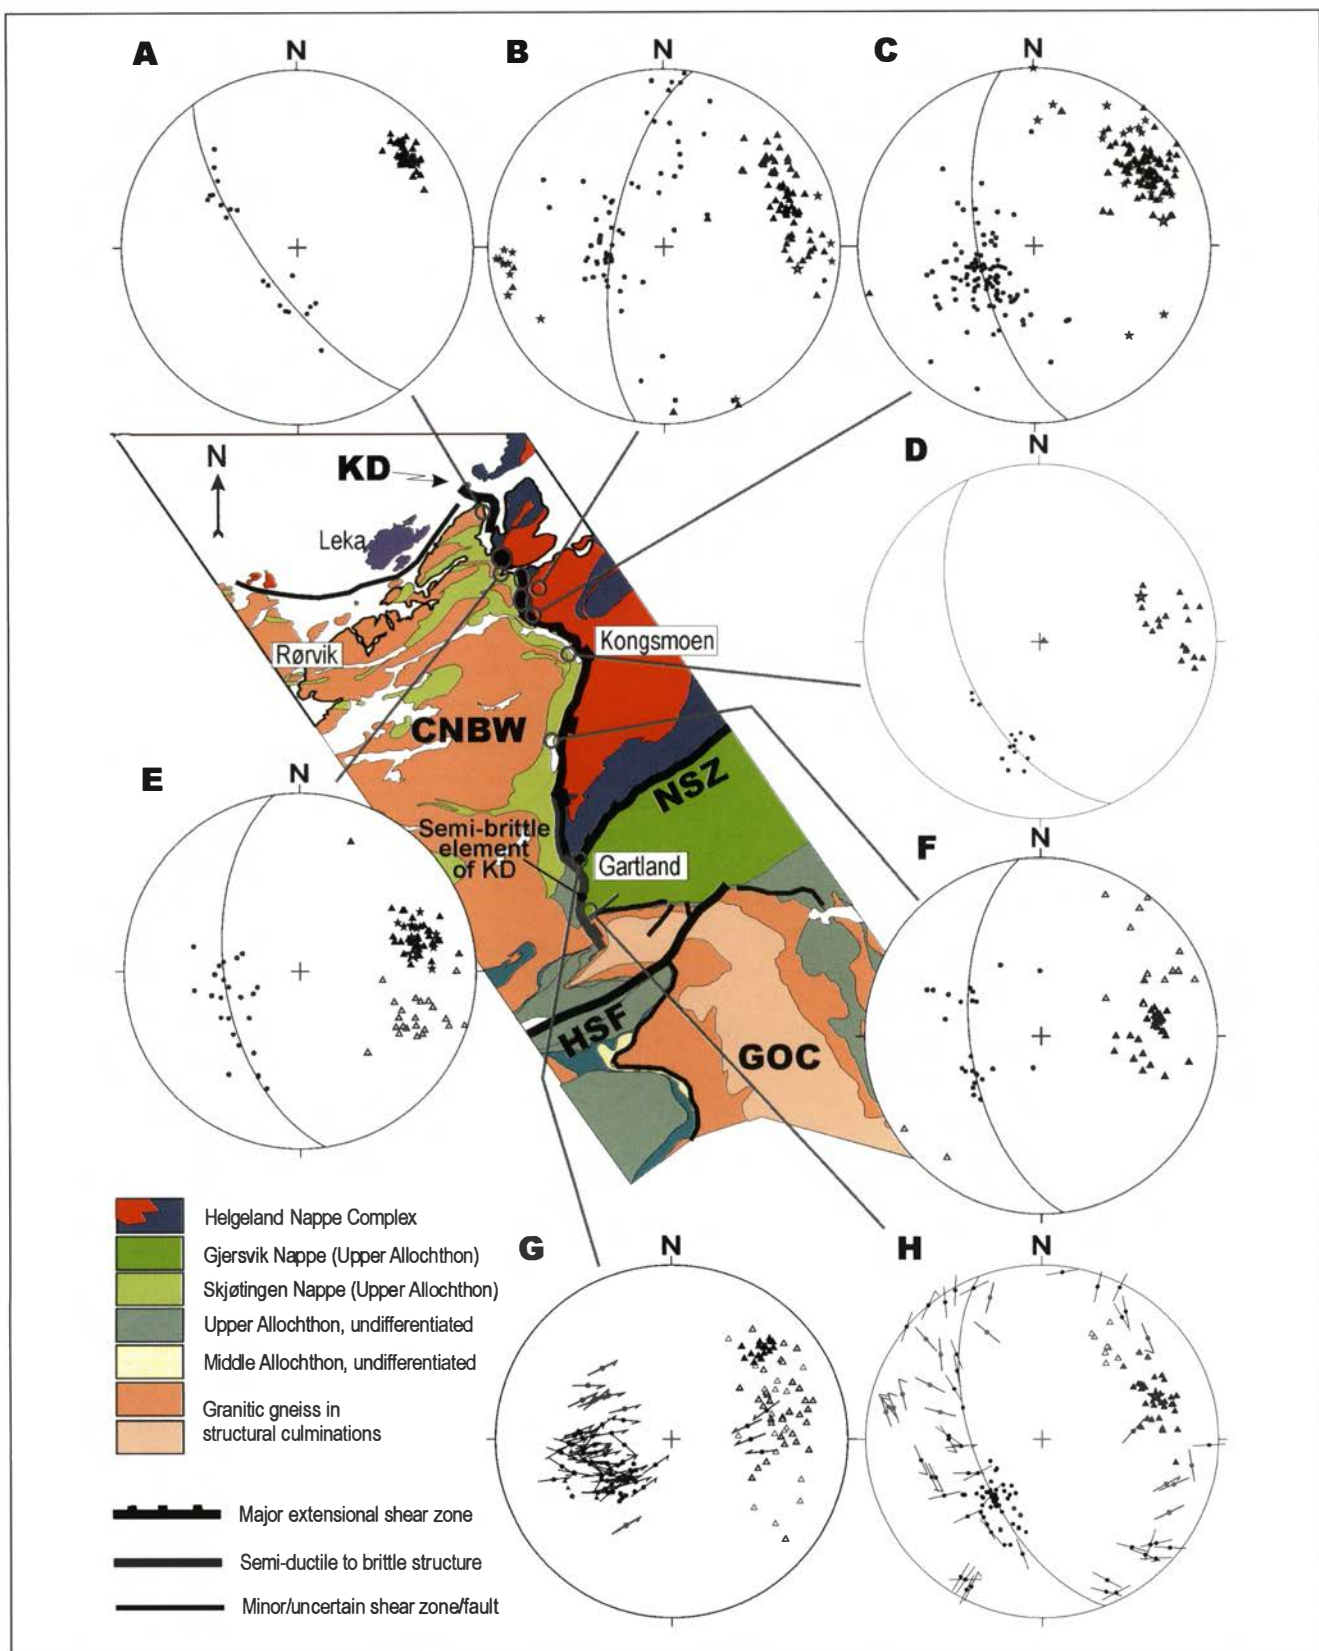 A
N
B
N
C
N
N
KD
Leka
Rørvik
Kongsmoen
D
N
CNBW
NSZ
E
N
Semi-brittle
element
of KD
Gartland
F
N
HSF
GOC
Helgeland Nappe Complex
Gjersvik Nappe (Upper Allochthon)
Skjøtingen Nappe (Upper Allochthon)
Upper Allochthon, undifferentiated
Middle Allochthon, undifferentiated
Granitic gneiss in
structural culminations
Major extensional shear zone
Semi-ductile to brittle structure
Minor/uncertain shear zone/fault
G
N
H
N